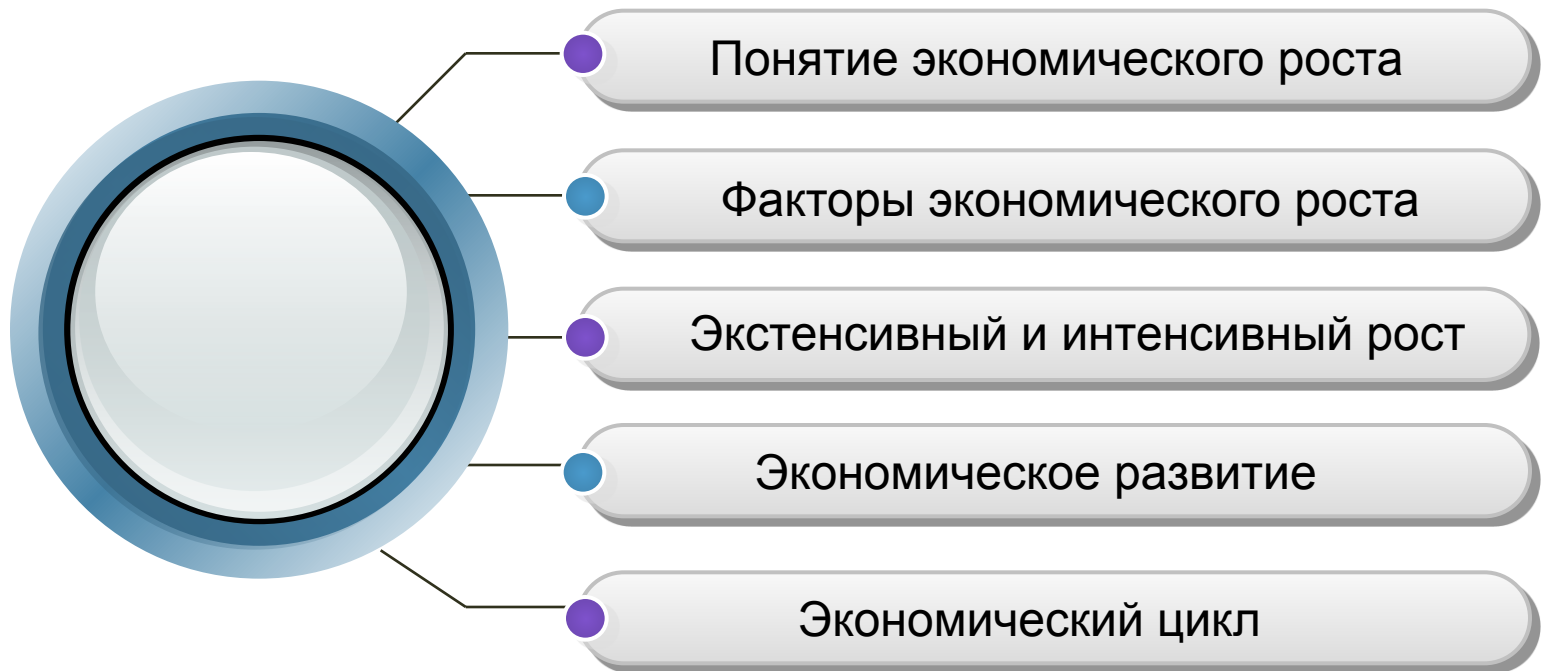 Понятие экономического роста
Факторы экономического роста
Экстенсивный и интенсивный рост
Экономическое развитие
Экономический цикл